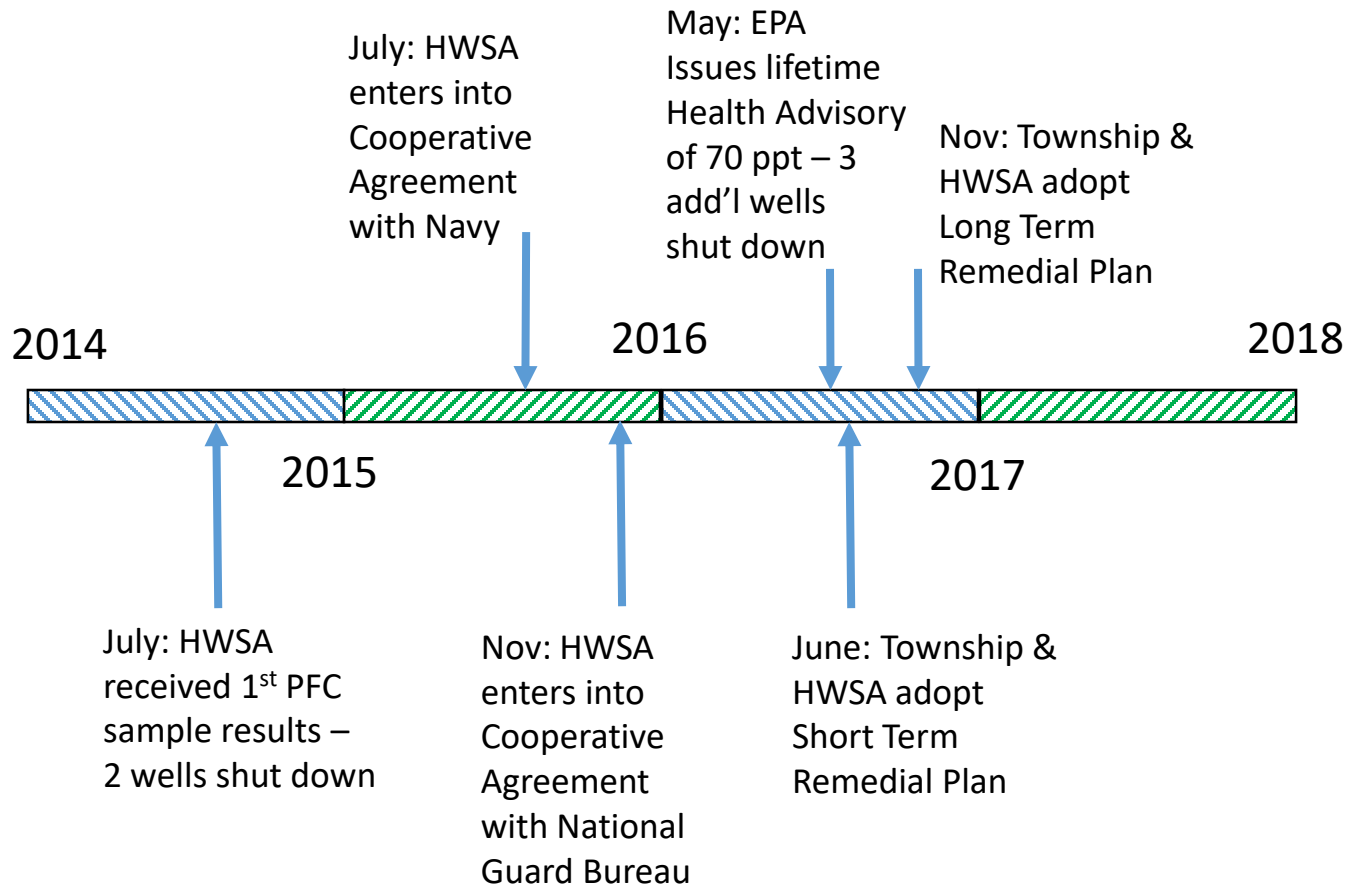 July: HWSA
enters into
Cooperative
Agreement
with Navy
May: EPA
Issues lifetime
Health Advisory
of 70 ppt – 3
add’l wells
shut down
Nov: Township &
HWSA adopt
Long Term
Remedial Plan
2014
2016
2018
2015
2017
July: HWSA
received 1st PFC
sample results –
2 wells shut down
Nov: HWSA
enters into
Cooperative
Agreement
with National
Guard Bureau
June: Township &
HWSA adopt
Short Term
Remedial Plan